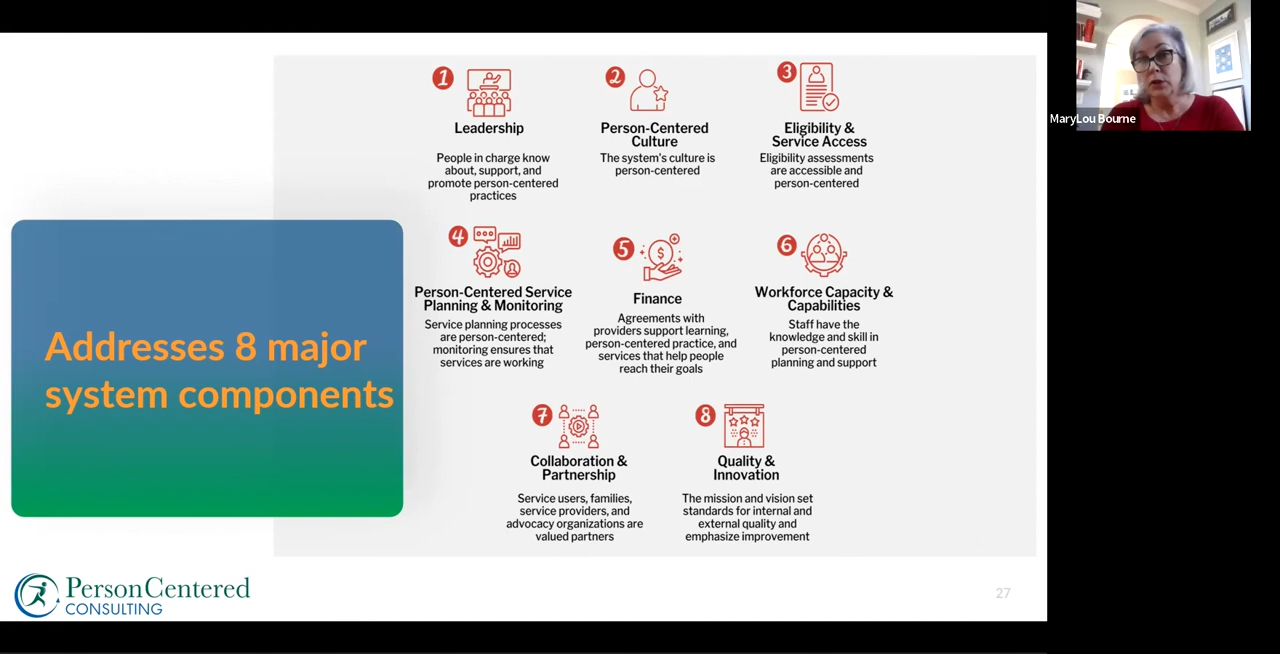 Addresses 8 major
system components
1
Leadership
People in charge know
about, support, and
promote person-centered
practices
2
Person-Centered
Culture
The system's culture is
person-centered
3
Eligibility &
Service Access
Eligibility assessments
are accessible and
person-centered
4
Person-Centered Service
Planning & Monitoring
Service planning processes
are person-centered;
monitoring ensures that
services are working
5
Finance
Agreements with
providers support learning,
person-centered practice, and
services that help people
reach their goals
6
Workforce Capacity &
Capabilities
Staff have the
knowledge and skill in
person-centered
planning and support
7
Collaboration &
Partnership
Service users, families,
service providers, and
advocacy organizations are
valued partners
8
Quality &
Innovation
The mission and vision set
standards for internal and
external quality and
emphasize improvement
PersonCentered
CONSULTING
27
MaryLou Bourne